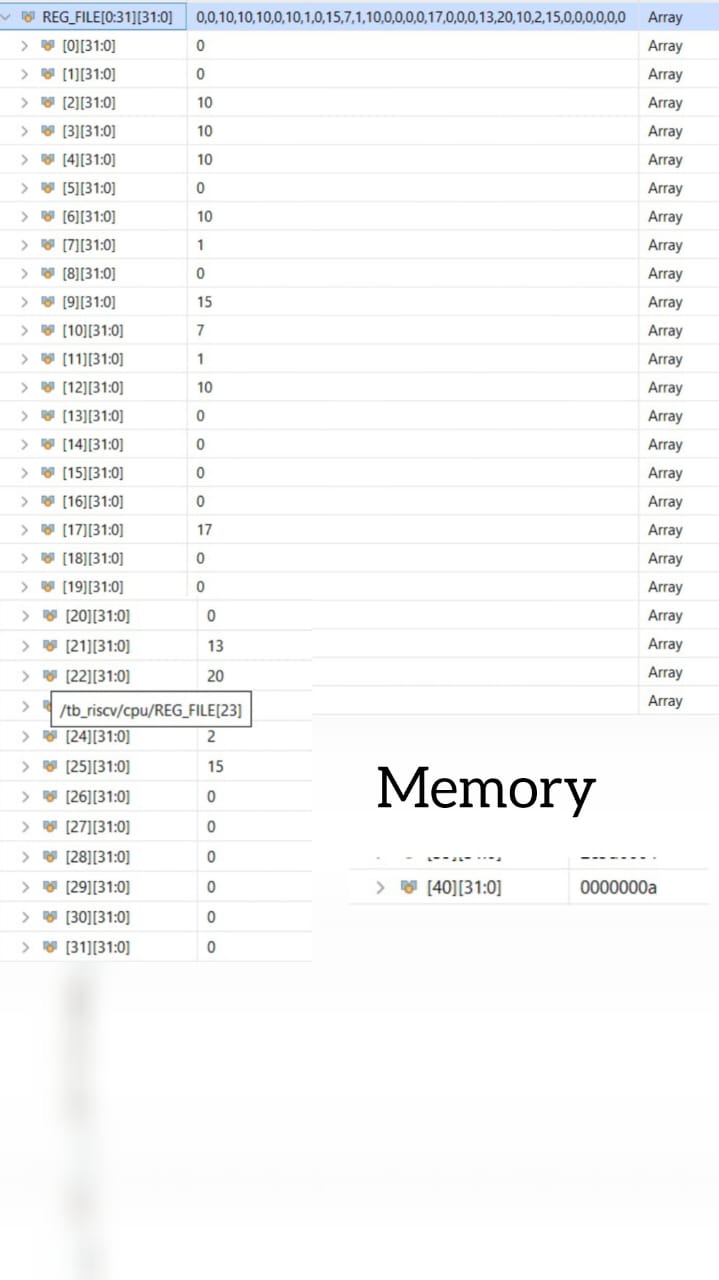 REG_FILE[0:31][31:0] 0,0,10,10,10,0,10,1,0,15,7,1,10,0,0,0,0,17,0,0,0,13,20,10,2,15,0,0,0,0,0,0 Array
[0][31:0] 0 Array
[1][31:0] 0 Array
[2][31:0] 10 Array
[3][31:0] 10 Array
[4][31:0] 10 Array
[5][31:0] 0 Array
[6][31:0] 10 Array
[7][31:0] 1 Array
[8][31:0] 0 Array
[9][31:0] 15 Array
[10][31:0] 7 Array
[11][31:0] 1 Array
[12][31:0] 10 Array
[13][31:0] 0 Array
[14][31:0] 0 Array
[15][31:0] 0 Array
[16][31:0] 0 Array
[17][31:0] 17 Array
[18][31:0] 0 Array
[19][31:0] 0 Array
[20][31:0] 0 Array
[21][31:0] 13 Array
[22][31:0] 20 Array
/tb_riscv/cpu/REG_FILE[23] Array
[24][31:0] 2
[25][31:0] 15
[26][31:0] 0
[27][31:0] 0
[28][31:0] 0
[29][31:0] 0
[30][31:0] 0
[31][31:0] 0
Memory
[40][31:0] 0000000a